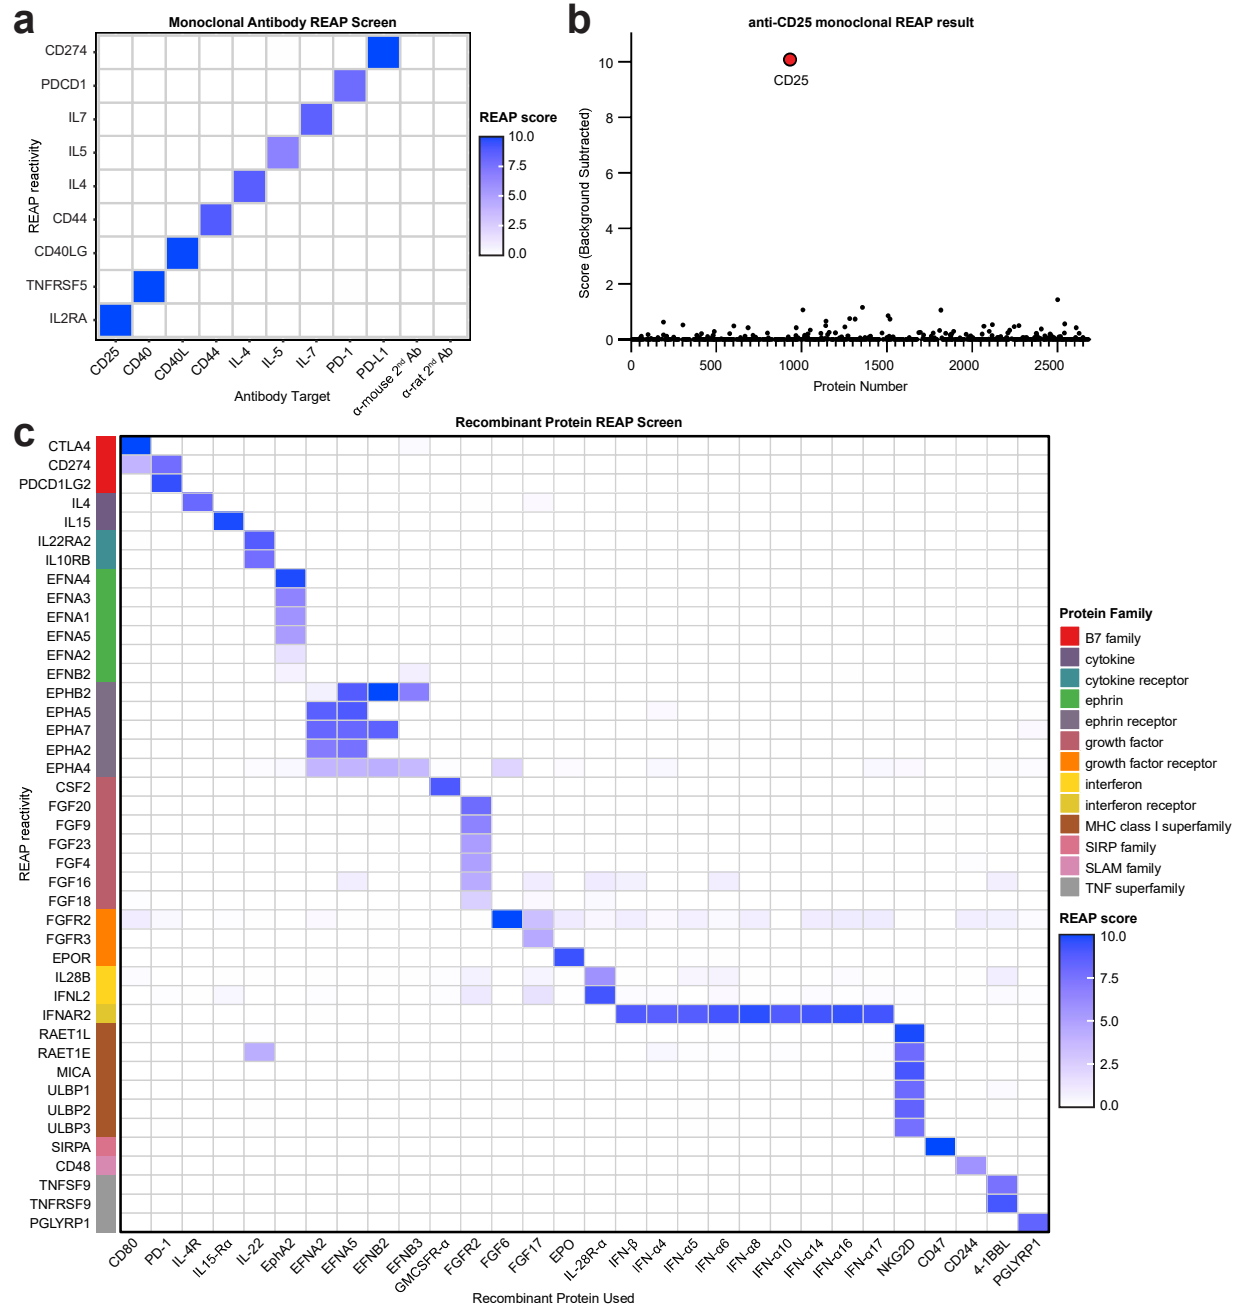 a
Monoclonal Antibody REAP Screen
REAP reactivity
CD274
PDCD1
IL7
IL5
IL4
CD44
CD40LG
TNFRSF5
IL2RA
CD25
CD40
CD40L
CD44
IL-4
IL-5
IL-7
PD-1
PD-L1
α-mouse 2nd Ab
α-rat 2nd Ab
Antibody Target
REAP score
10.0
7.5
5.0
2.5
0.0
b
anti-CD25 monoclonal REAP result
Score (Background Subtracted)
10
8
6
4
2
0
CD25
0
500
1000
1500
2000
2500
Protein Number
c
Recombinant Protein REAP Screen
REAP reactivity
CTLA4
CD274
PDCD1LG2
IL4
IL15
IL22RA2
IL10RB
EFNA4
EFNA3
EFNA1
EFNA5
EFNA2
EFNB2
EPHB2
EPHA5
EPHA7
EPHA2
EPHA4
CSF2
FGF20
FGF9
FGF23
FGF4
FGF16
FGF18
FGFR2
FGFR3
EPOR
IL28B
IFNL2
IFNAR2
RAET1L
RAET1E
MICA
ULBP1
ULBP2
ULBP3
SIRPA
CD48
TNFSF9
TNFRSF9
PGLYRP1
CD80
PD-1
IL-4R
IL15-Rα
IL-22
EphA2
EFNA2
EFNA5
EFNB2
EFNB3
GMCSFR-α
FGFR2
FGF6
FGF17
EPO
IL-28R-α
IFN-β
IFN-α4
IFN-α5
IFN-α6
IFN-α8
IFN-α10
IFN-α14
IFN-α16
IFN-α17
NKG2D
CD47
CD244
4-1BBL
PGLYRP1
Recombinant Protein Used
Protein Family
B7 family
cytokine
cytokine receptor
ephrin
ephrin receptor
growth factor
growth factor receptor
interferon
interferon receptor
MHC class I superfamily
SIRP family
SLAM family
TNF superfamily
REAP score
10.0
7.5
5.0
2.5
0.0